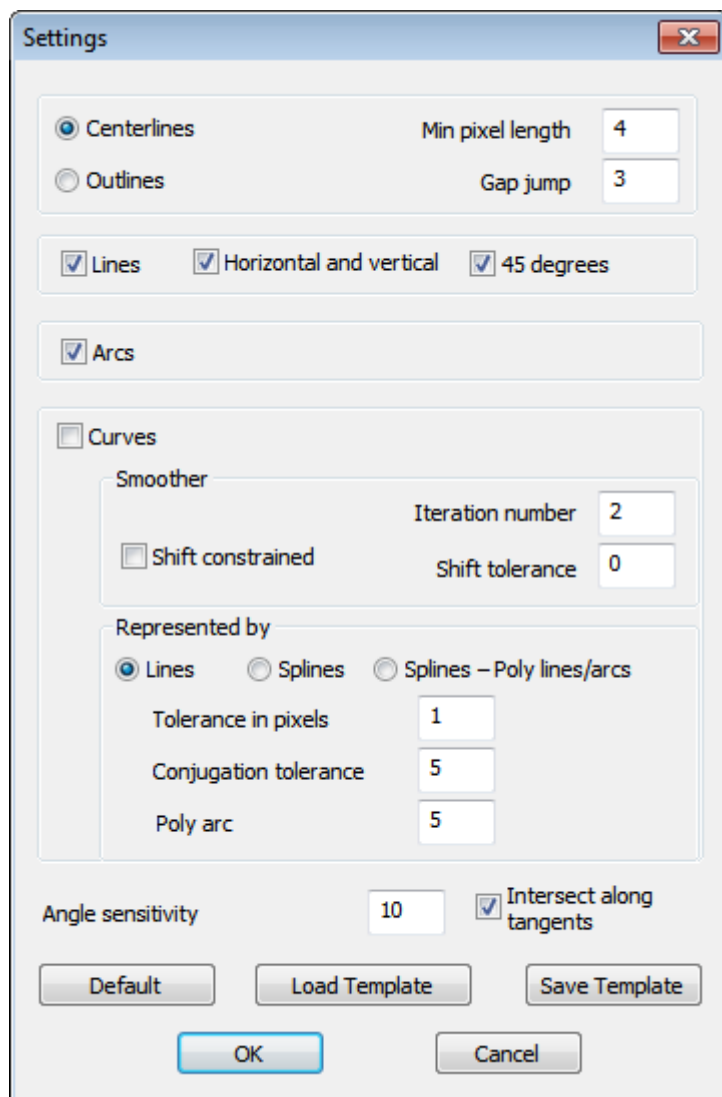 Settings
Centerlines Min pixel length 4
Outlines Gap jump 3
Lines Horizontal and vertical 45 degrees
Arcs
Curves
Smoother
Iteration number 2
Shift constrained Shift tolerance 0
Represented by
Lines Splines Splines – Poly lines/arcs
Tolerance in pixels 1
Conjugation tolerance 5
Poly arc 5
Angle sensitivity 10 Intersect along
tangents
Default Load Template Save Template
OK Cancel